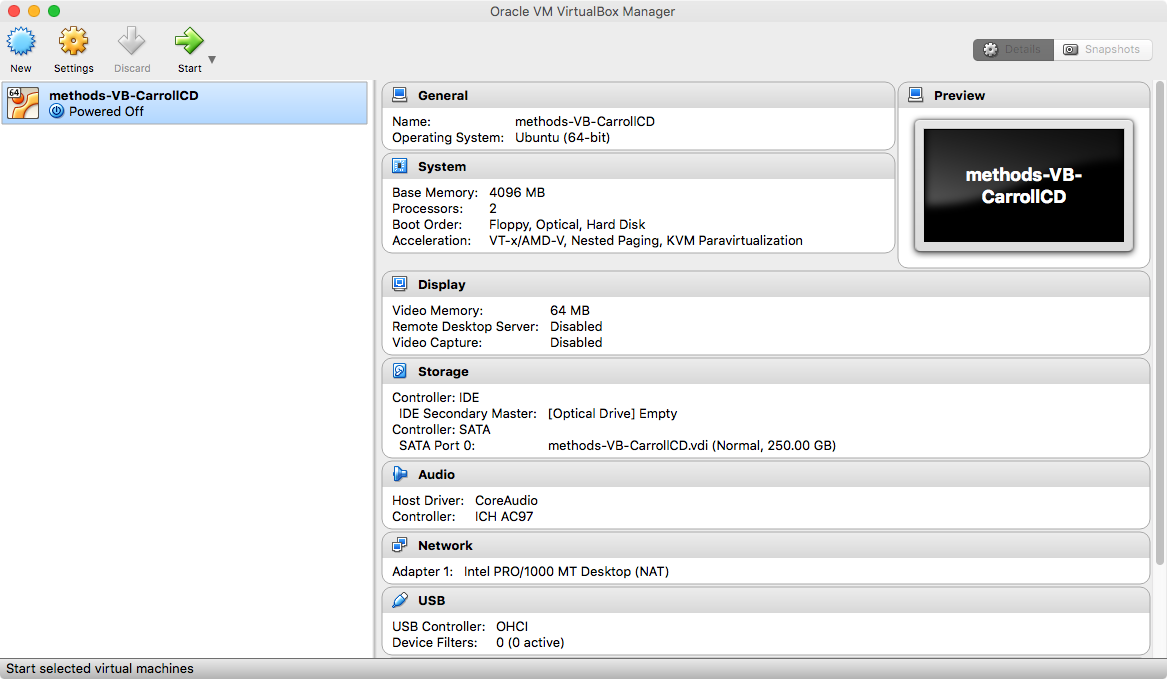 Oracle VM VirtualBox Manager
New
Settings
Discard
Start
Details
Snapshots
64
methods-VB-CarrollCD
Powered Off
General
Name: methods-VB-CarrollCD
Operating System: Ubuntu (64-bit)
Preview
methods-VB-
CarrollCD
System
Base Memory: 4096 MB
Processors: 2
Boot Order: Floppy, Optical, Hard Disk
Acceleration: VT-x/AMD-V, Nested Paging, KVM Paravirtualization
Display
Video Memory: 64 MB
Remote Desktop Server: Disabled
Video Capture: Disabled
Storage
Controller: IDE
IDE Secondary Master: [Optical Drive] Empty
Controller: SATA
SATA Port 0: methods-VB-CarrollCD.vdi (Normal, 250.00 GB)
Audio
Host Driver: CoreAudio
Controller: ICH AC97
Network
Adapter 1: Intel PRO/1000 MT Desktop (NAT)
USB
USB Controller: OHCI
Device Filters: 0 (0 active)
Start selected virtual machines